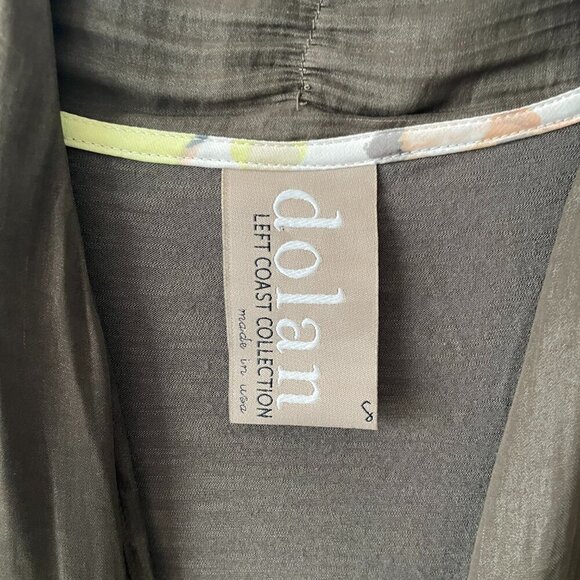 s
dolan
LEFT COAST COLLECTION
made in usa